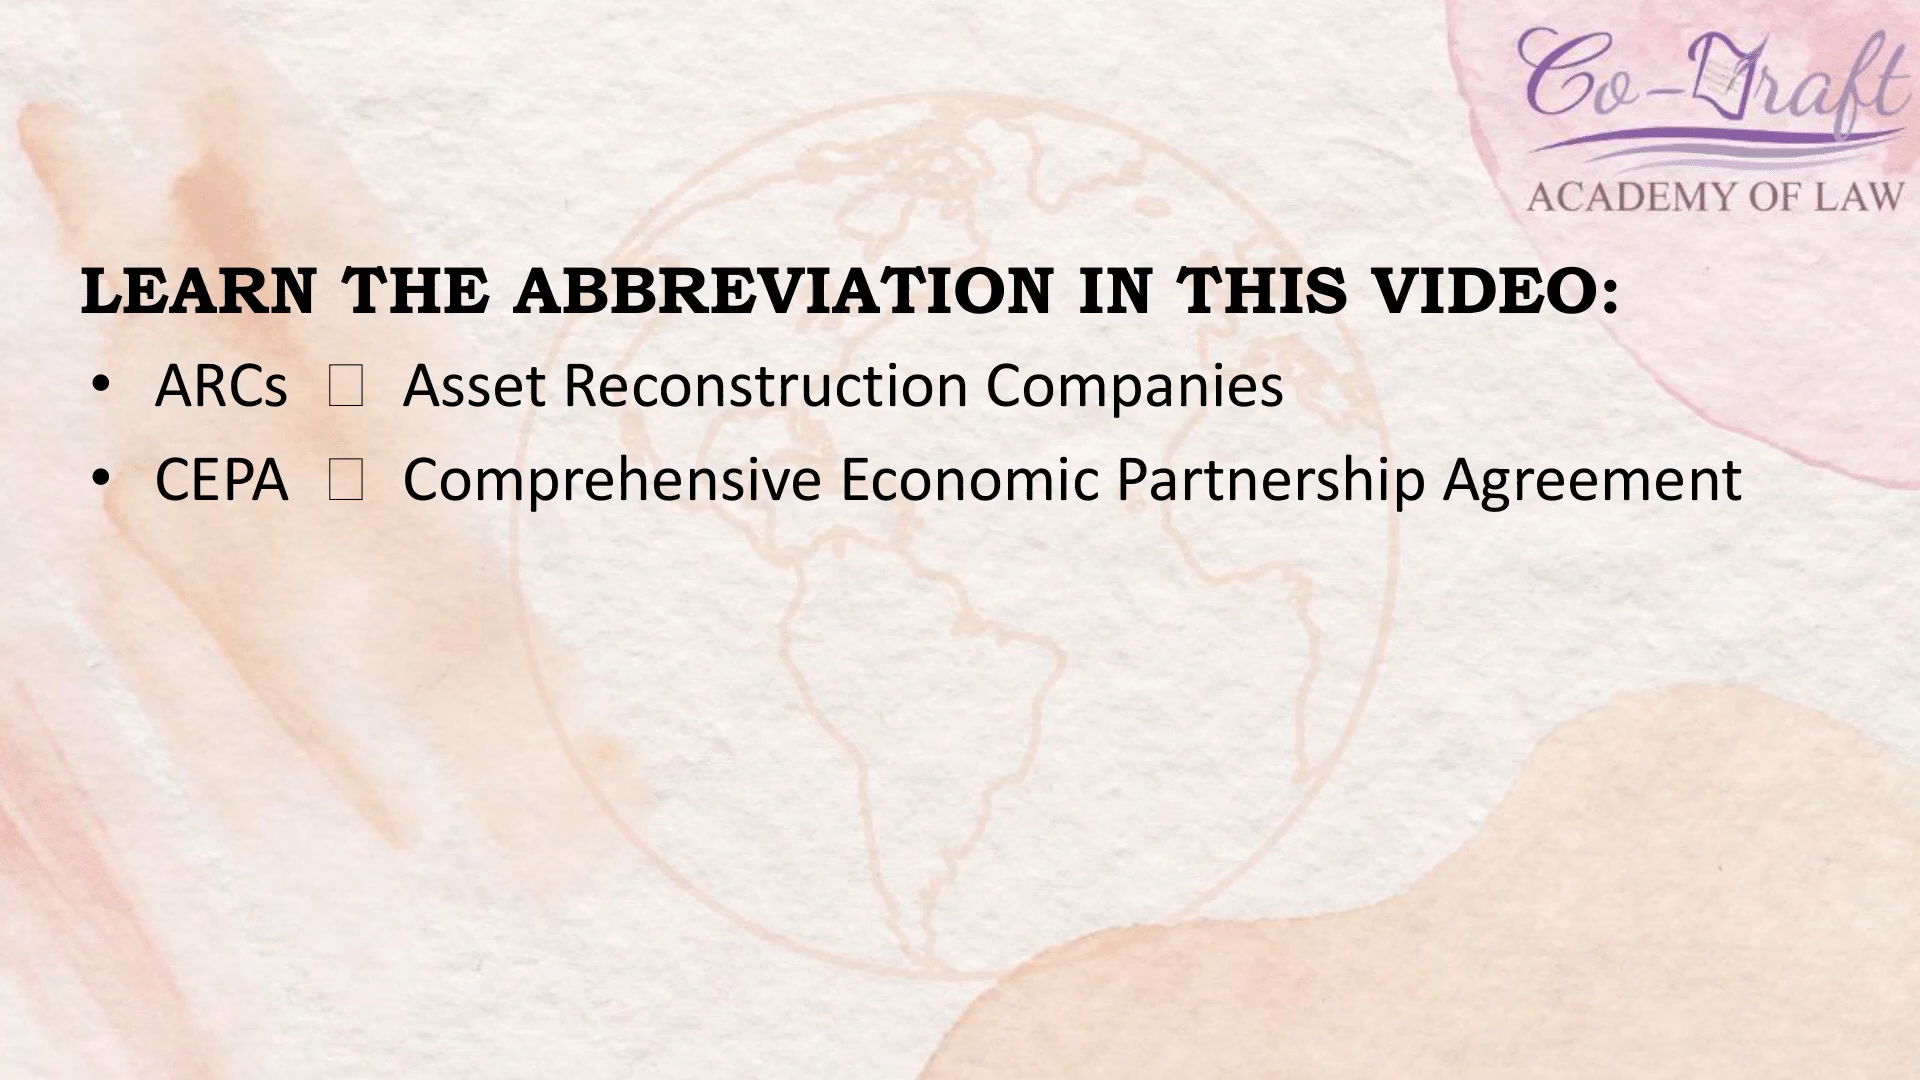 Co-Draft
ACADEMY OF LAW
LEARN THE ABBREVIATION IN THIS VIDEO:
• ARCs □ Asset Reconstruction Companies
• CEPA □ Comprehensive Economic Partnership Agreement